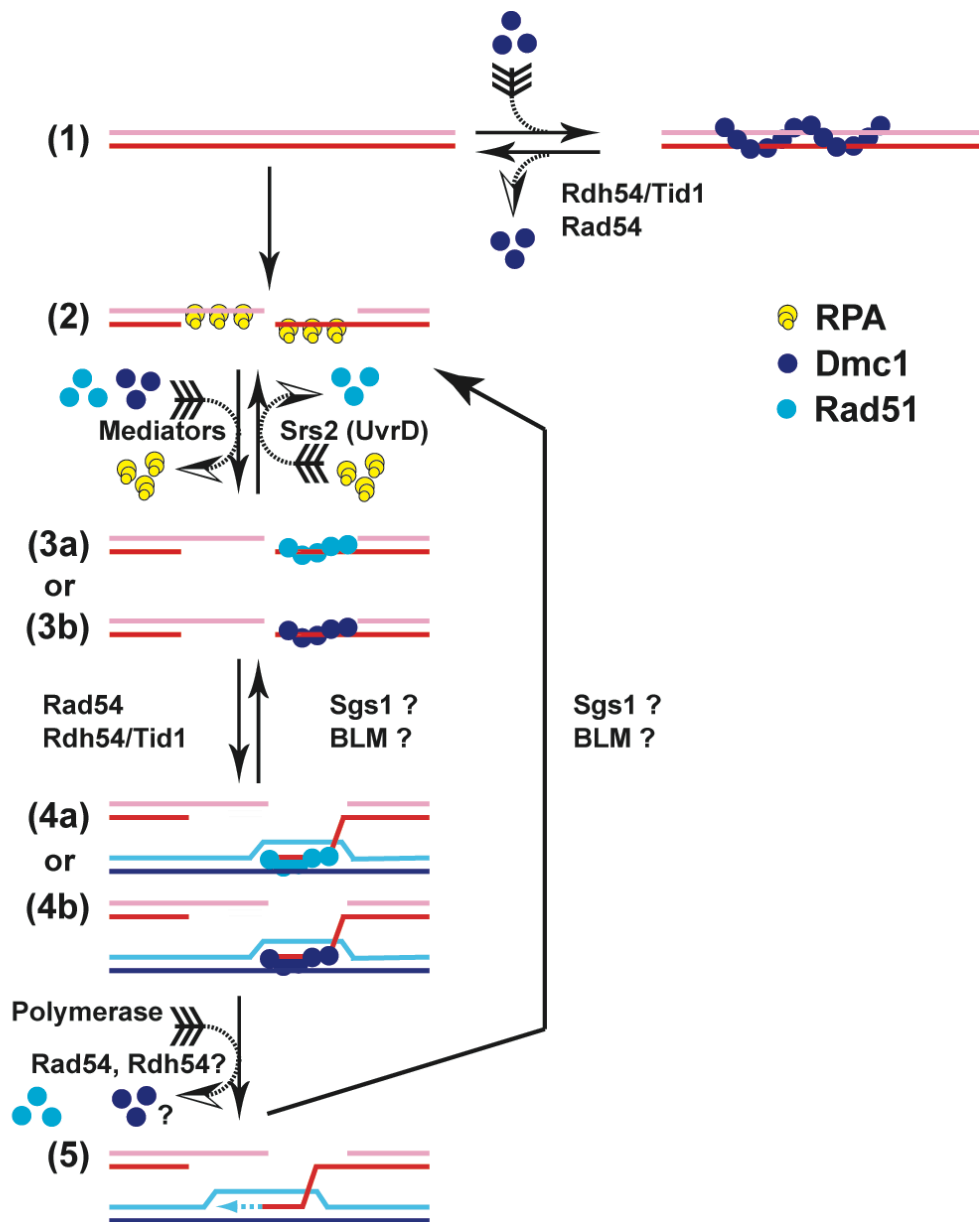 (1)
Rdh54/Tid1
Rad54
(2)
RPA
Dmc1
Rad51
Mediators
Srs2 (UvrD)
(3a)
or
(3b)
Rad54
Rdh54/Tid1
Sgs1 ?
BLM ?
Sgs1 ?
BLM ?
(4a)
or
(4b)
Polymerase
Rad54, Rdh54?
?
(5)